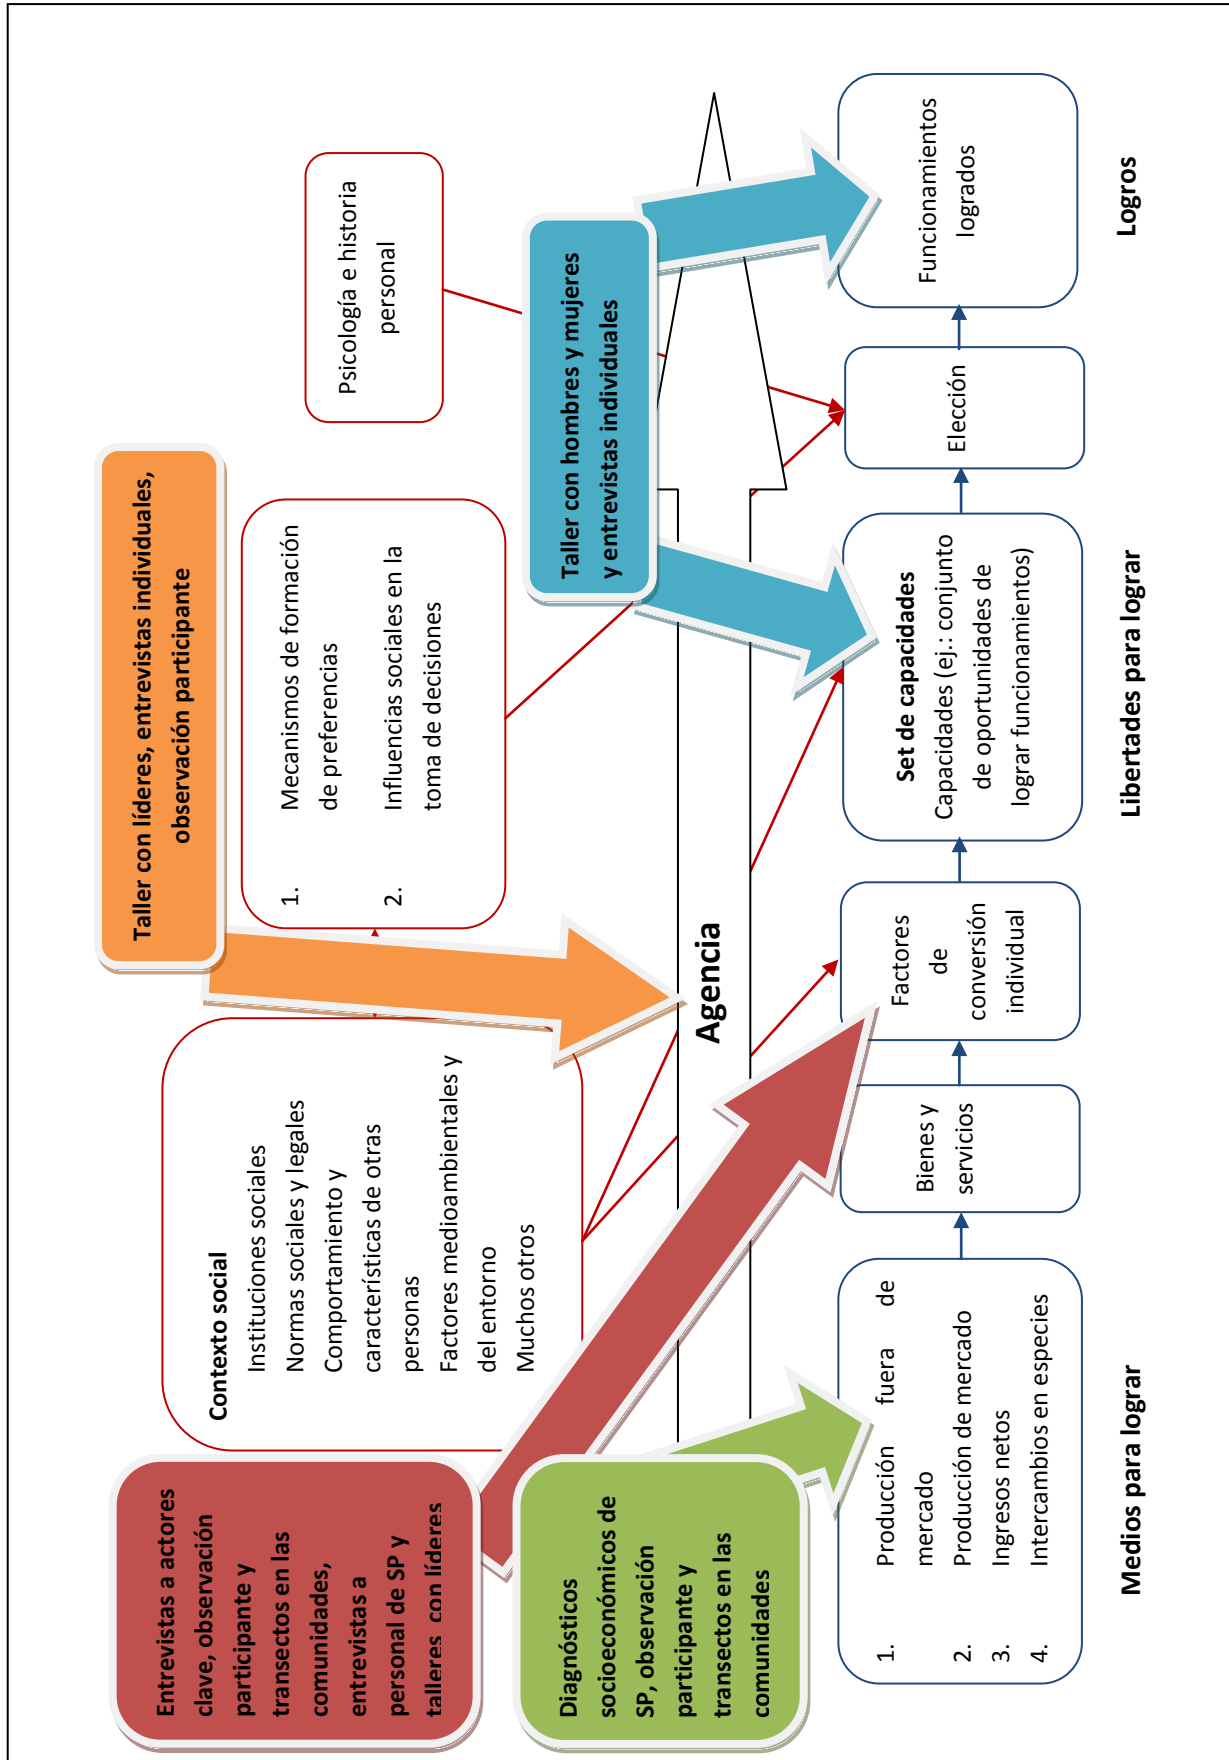 Entrevistas a actores
clave, observación
participante y
transectos en las
comunidades,
entrevistas a
personal de SP y
talleres con líderes
Diagnósticos
socioeconómicos de
SP, observación
participante y
transectos en las
comunidades
Taller con líderes, entrevistas individuales,
observación participante
Taller con hombres y mujeres
y entrevistas individuales
Contexto social
Instituciones sociales
Normas sociales y legales
Comportamiento y
características de otras
personas
Factores medioambientales y
del entorno
Muchos otros
1. Mecanismos de formación
de preferencias
2. Influencias sociales en la
toma de decisiones
Psicología e historia
personal
Agencia
1. Producción fuera de
mercado
2. Producción de mercado
3. Ingresos netos
4. Intercambios en especies
Bienes y
servicios
Factores
de
conversión
individual
Set de capacidades
Capacidades (ej.: conjunto
de oportunidades de
lograr funcionamientos)
Elección
Funcionamientos
logrados
Medios para lograr
Libertades para lograr
Logros